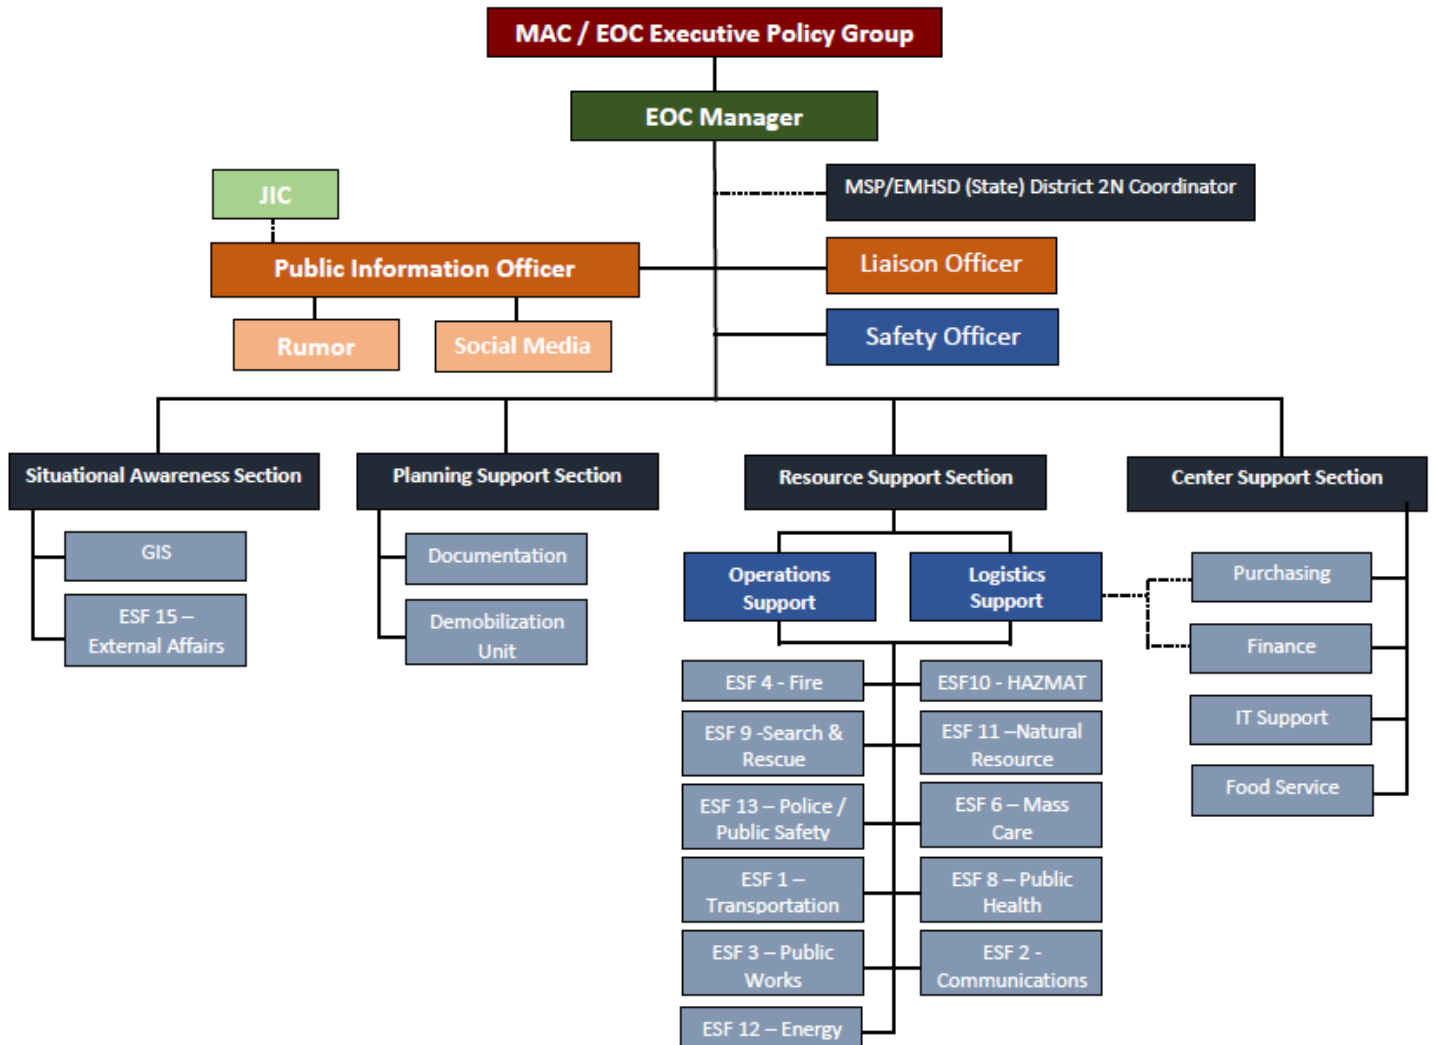 MAC / EOC Executive Policy Group
EOC Manager
JIC
MSP/EMHSD (State) District 2N Coordinator
Public Information Officer
Liaison Officer
Rumor
Social Media
Safety Officer
Situational Awareness Section
Planning Support Section
Resource Support Section
Center Support Section
GIS
ESF 15 –
External Affairs
Documentation
Demobilization
Unit
Operations
Support
Logistics
Support
Purchasing
Finance
IT Support
Food Service
ESF 4 - Fire
ESF10 - HAZMAT
ESF 9 -Search &
Rescue
ESF 11 –Natural
Resource
ESF 13 – Police /
Public Safety
ESF 6 – Mass
Care
ESF 1 –
Transportation
ESF 8 – Public
Health
ESF 3 – Public
Works
ESF 2 -
Communications
ESF 12 – Energy